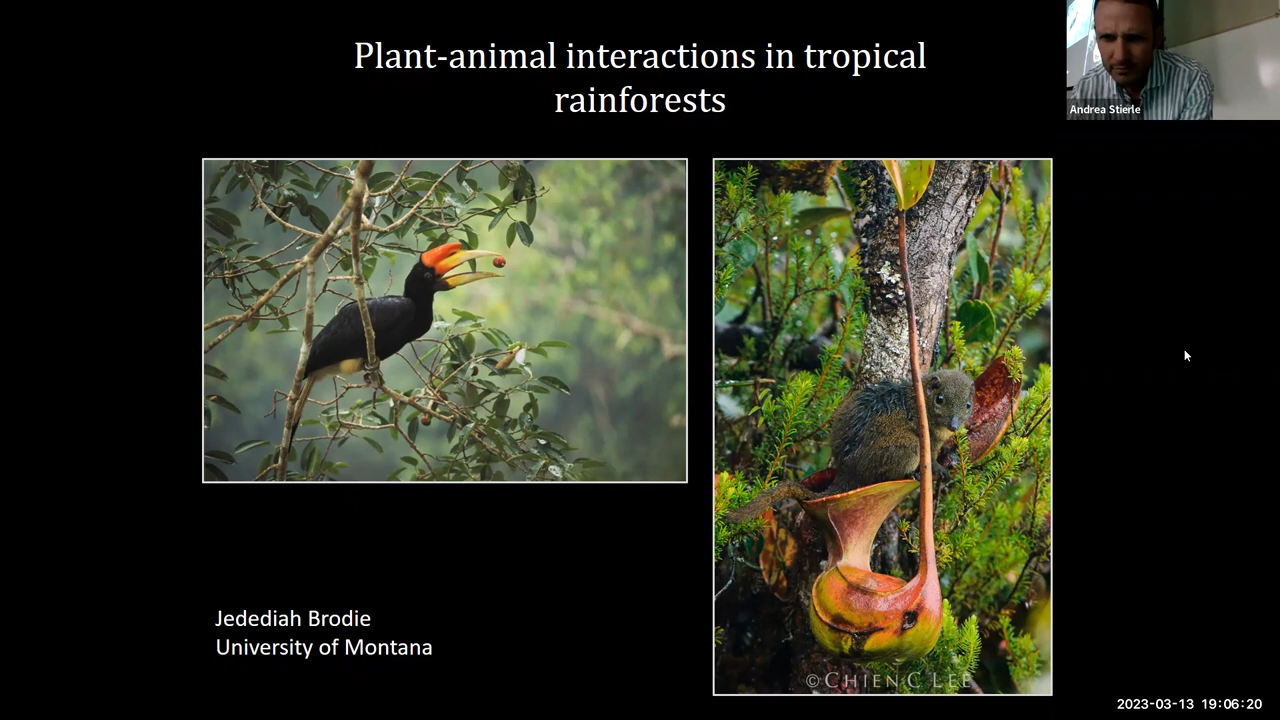 Plant-animal interactions in tropical
rainforests
Andrea Stierle
Jedediah Brodie
University of Montana
©CHIEN C LEE
2023-03-13 19:06:20